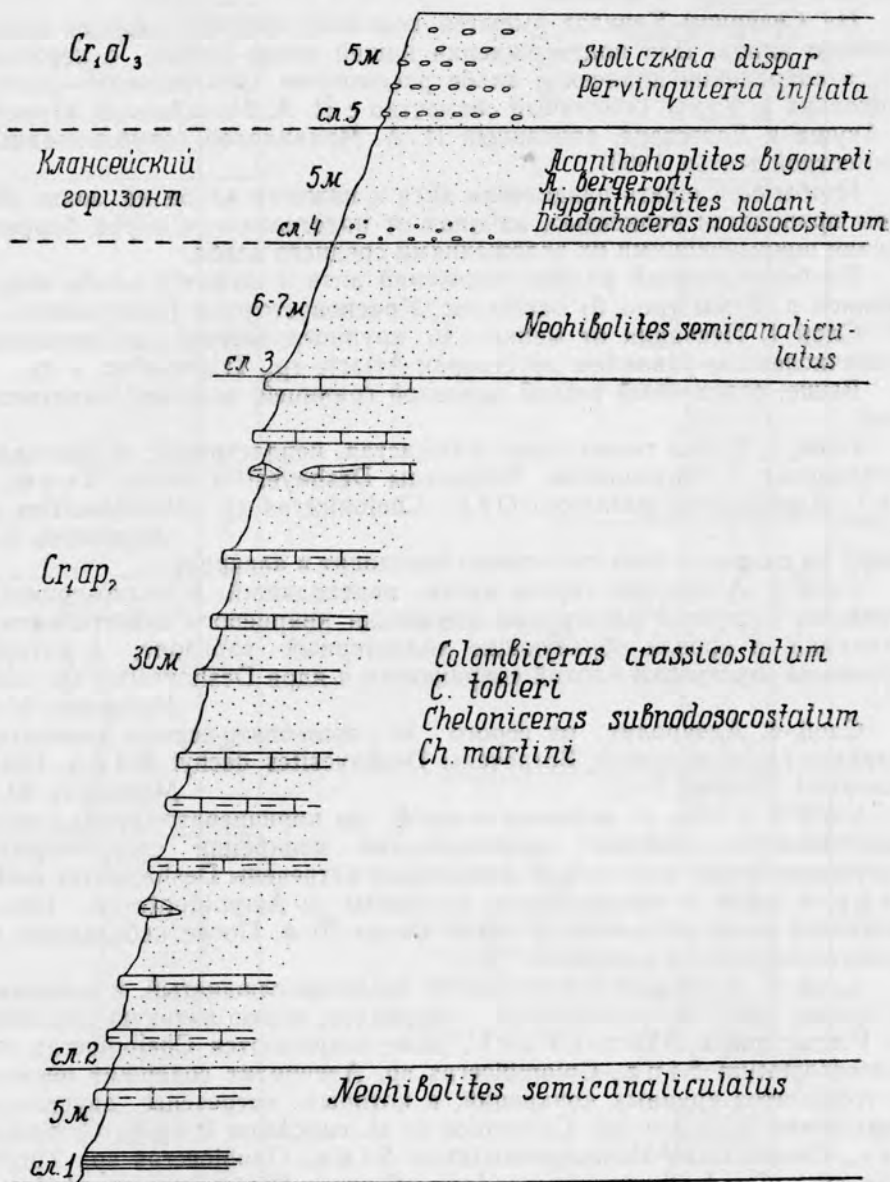 Cr₁al₃
5м
Stoliczkaia dispar
Pervinquieria inflata
сл.5
Клансейский
горизонт
5м
Acanthohoplites bigoureti
A. bergeroni
Hypanthoplites nolani
Diadochoceras nodosocostatum
сл.4
6-7м
Neohibolites semicanalicu-
latus
сл.3
Cr₁ap₂
30м
Colombiceras crassicostatum
C. tobleri
Cheloniceras subnodosocostatum
Ch. martini
сл.2
Neohibolites semicanaliculatus
5м
сл.1